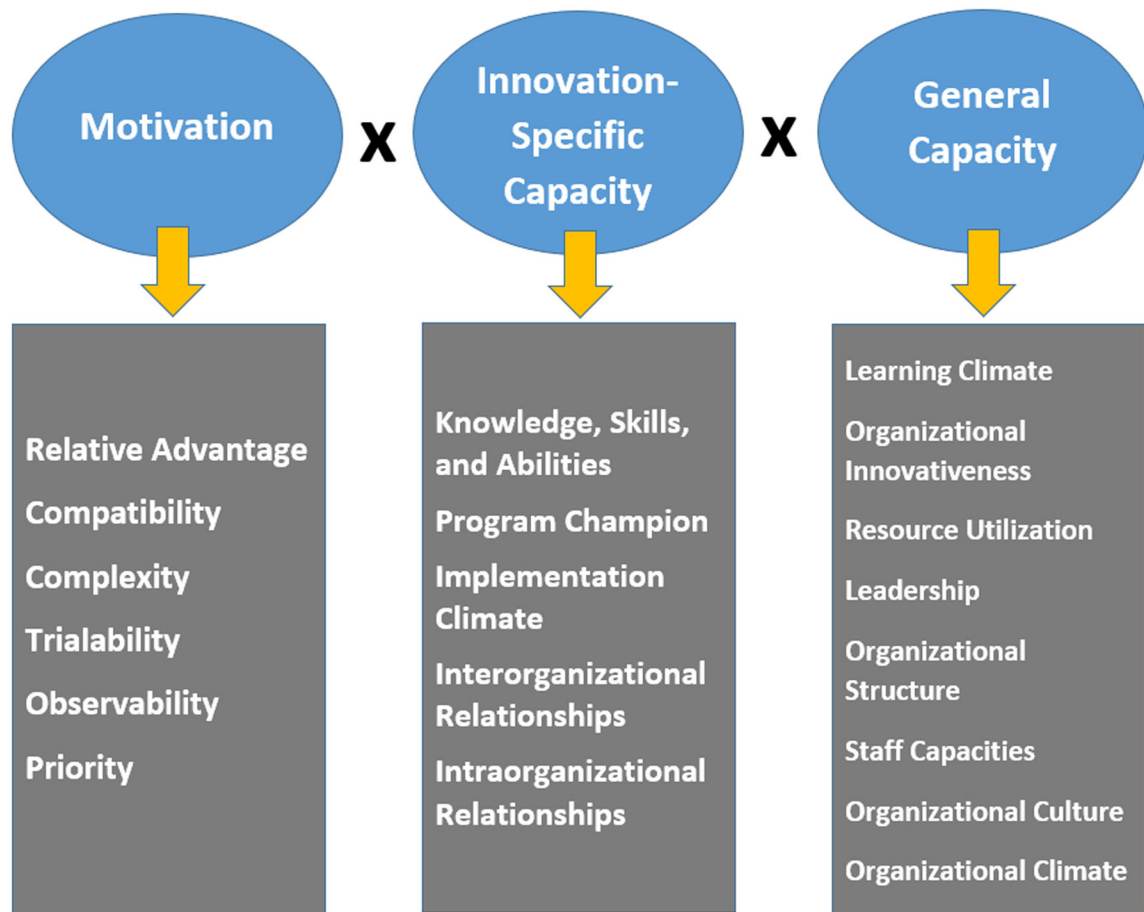 Motivation
X
Innovation-
Specific
Capacity
X
General
Capacity
Relative Advantage
Compatibility
Complexity
Trialability
Observability
Priority
Knowledge, Skills,
and Abilities
Program Champion
Implementation
Climate
Interorganizational
Relationships
Intraorganizational
Relationships
Learning Climate
Organizational
Innovativeness
Resource Utilization
Leadership
Organizational
Structure
Staff Capacities
Organizational Culture
Organizational Climate